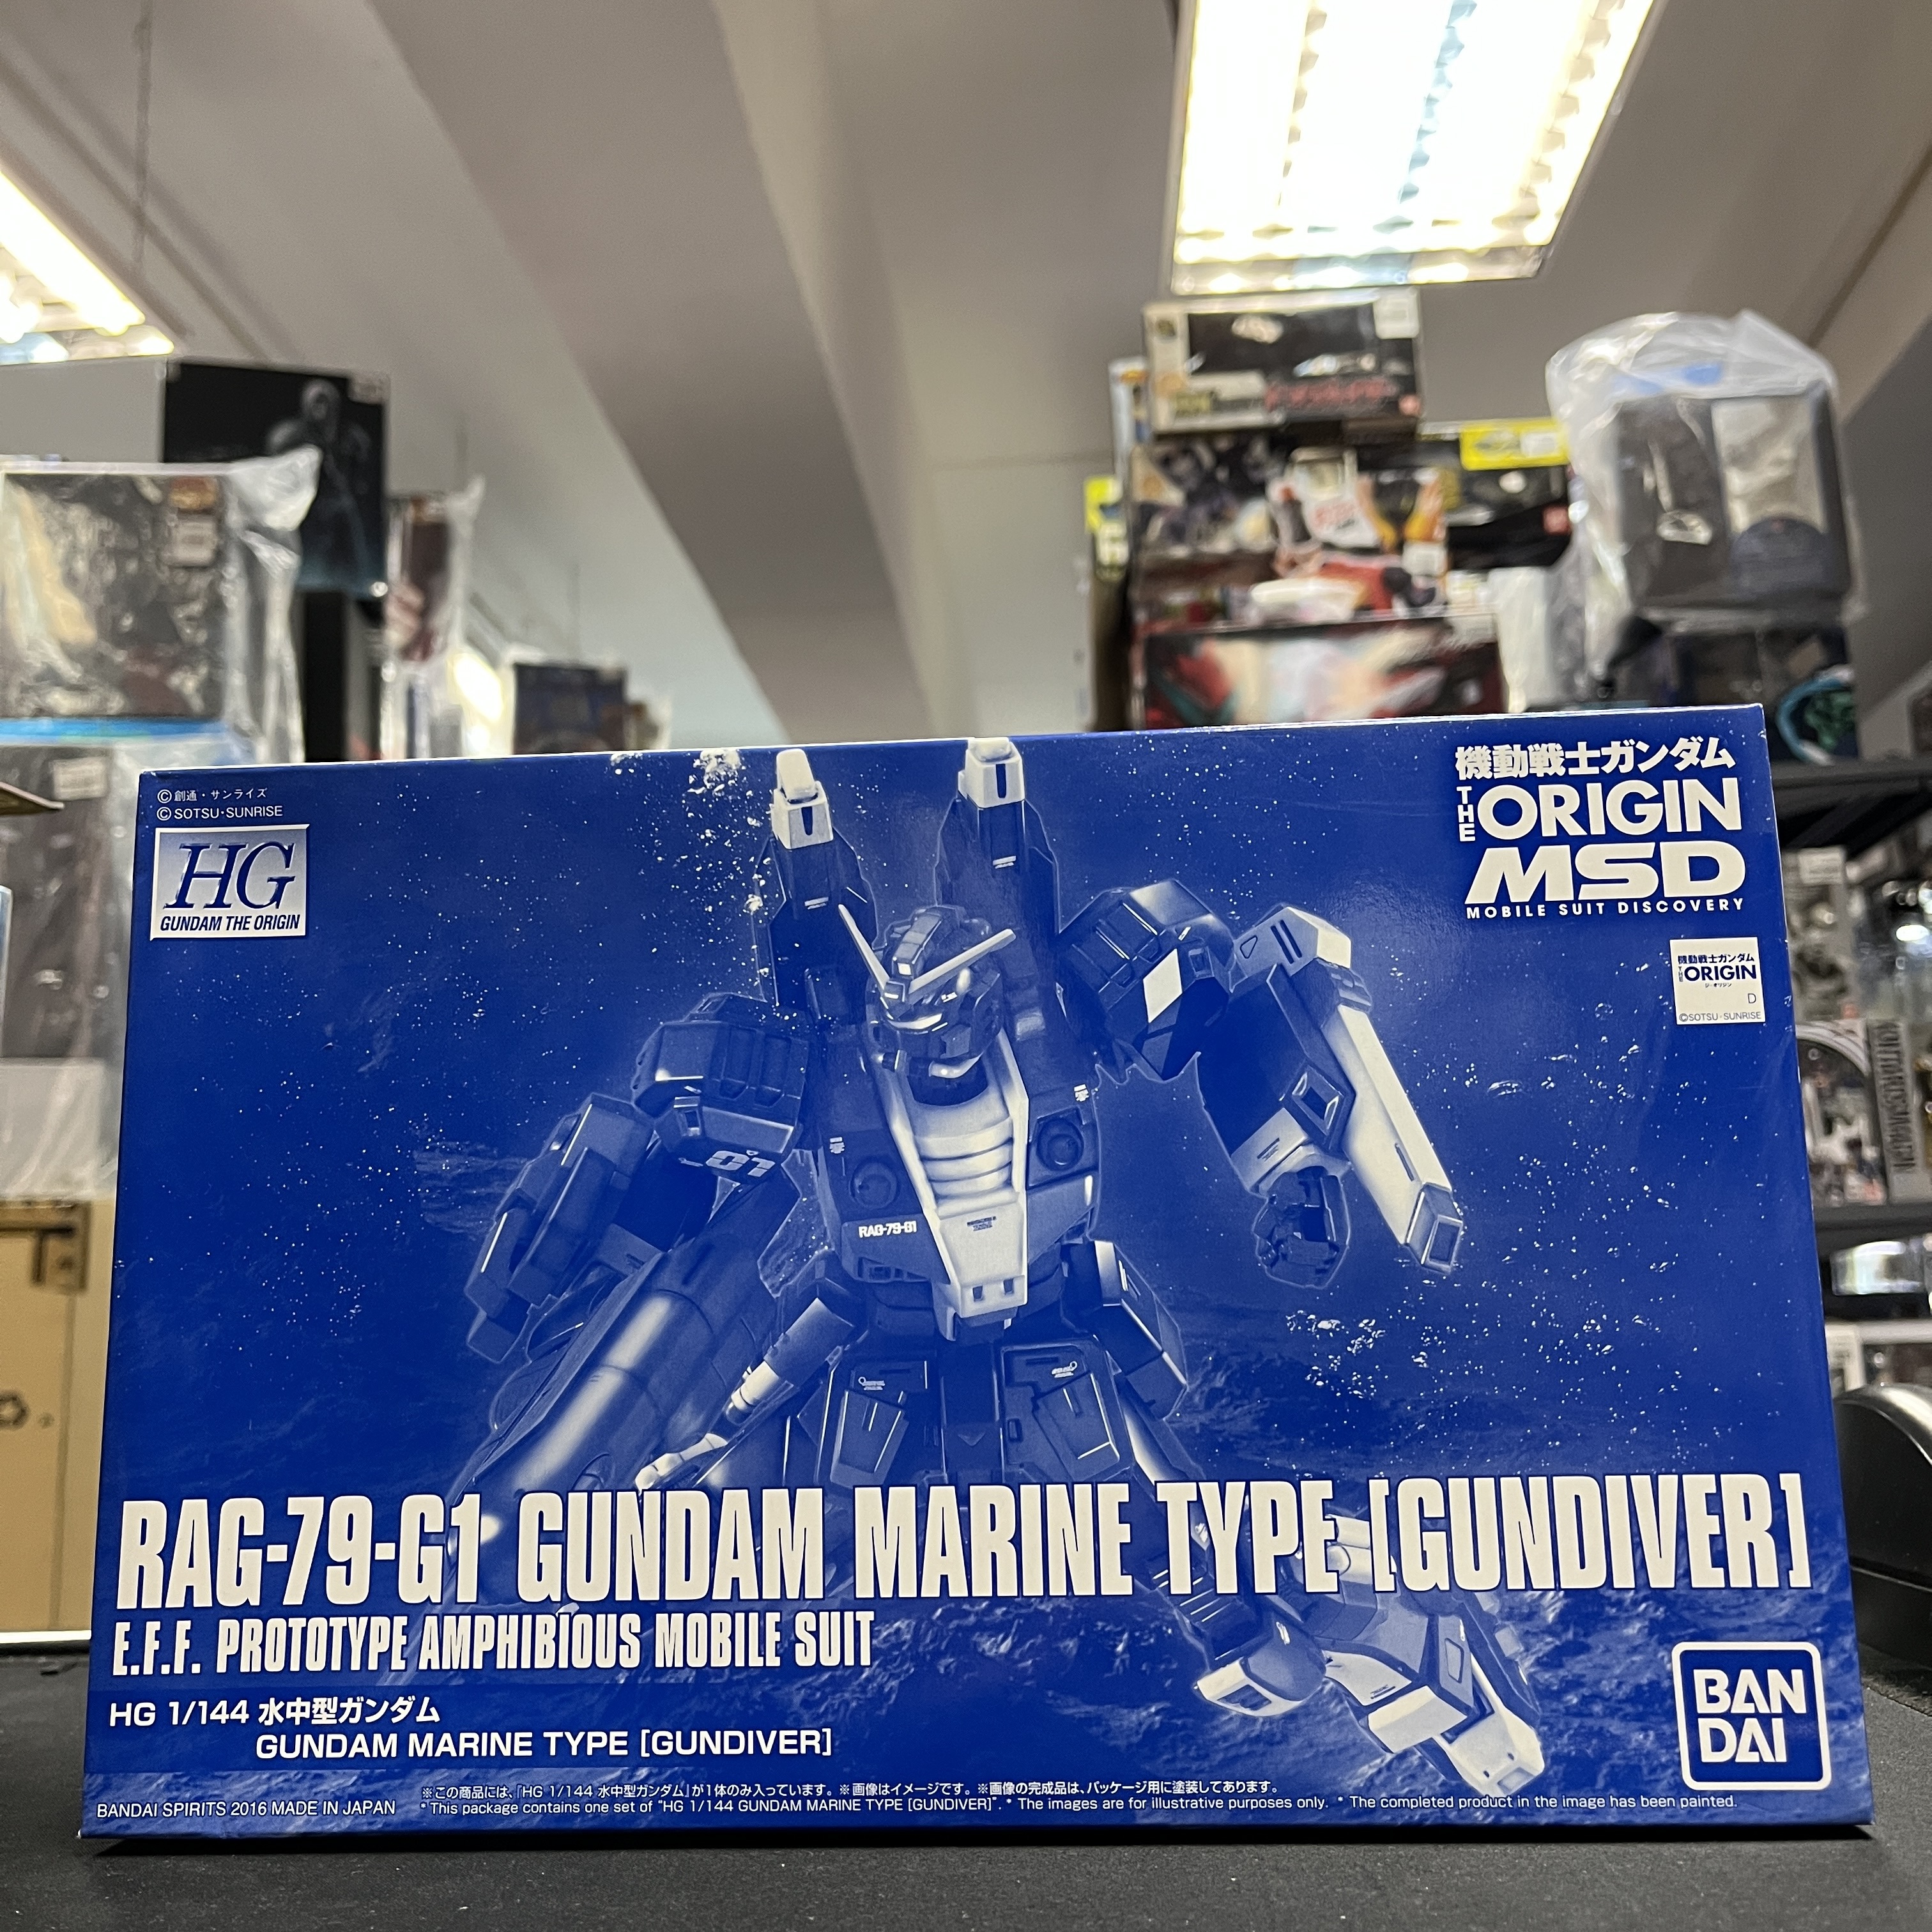 ©創通・サンライズ
©SOTSU・SUNRISE
HG
GUNDAM THE ORIGIN
機動戦士ガンダム
THE ORIGIN
MSD
MOBILE SUIT DISCOVERY
機動戦士ガンダム
THE ORIGIN
ジ・オリジン
D
©SOTSU・SUNRISE
01
RAG-79-G1
RAG-79-G1 GUNDAM MARINE TYPE [GUNDIVER]
E.F.F. PROTOTYPE AMPHIBIOUS MOBILE SUIT
HG 1/144 水中型ガンダム
GUNDAM MARINE TYPE [GUNDIVER]
BAN
DAI
※この商品には、「HG 1/144 水中型ガンダム」が1体のみ入っています。※画像はイメージです。※画像の完成品は、パッケージ用に塗装してあります。
BANDAI SPIRITS 2016 MADE IN JAPAN
* This package contains one set of "HG 1/144 GUNDAM MARINE TYPE [GUNDIVER]". * The images are for illustrative purposes only. * The completed product in the image has been painted.